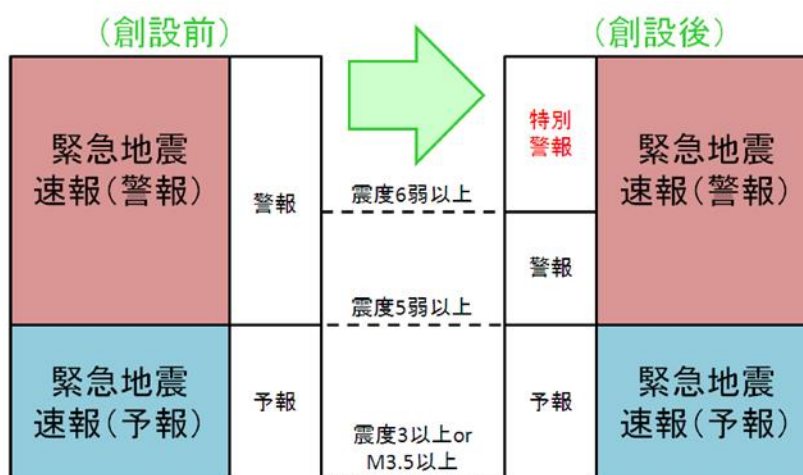 (創設前)
緊急地震
速報(警報)
警報
緊急地震
速報(予報)
予報
震度6弱以上
震度5弱以上
震度3以上or
M3.5以上
(創設後)
特別
警報
警報
予報
緊急地震
速報(警報)
緊急地震
速報(予報)